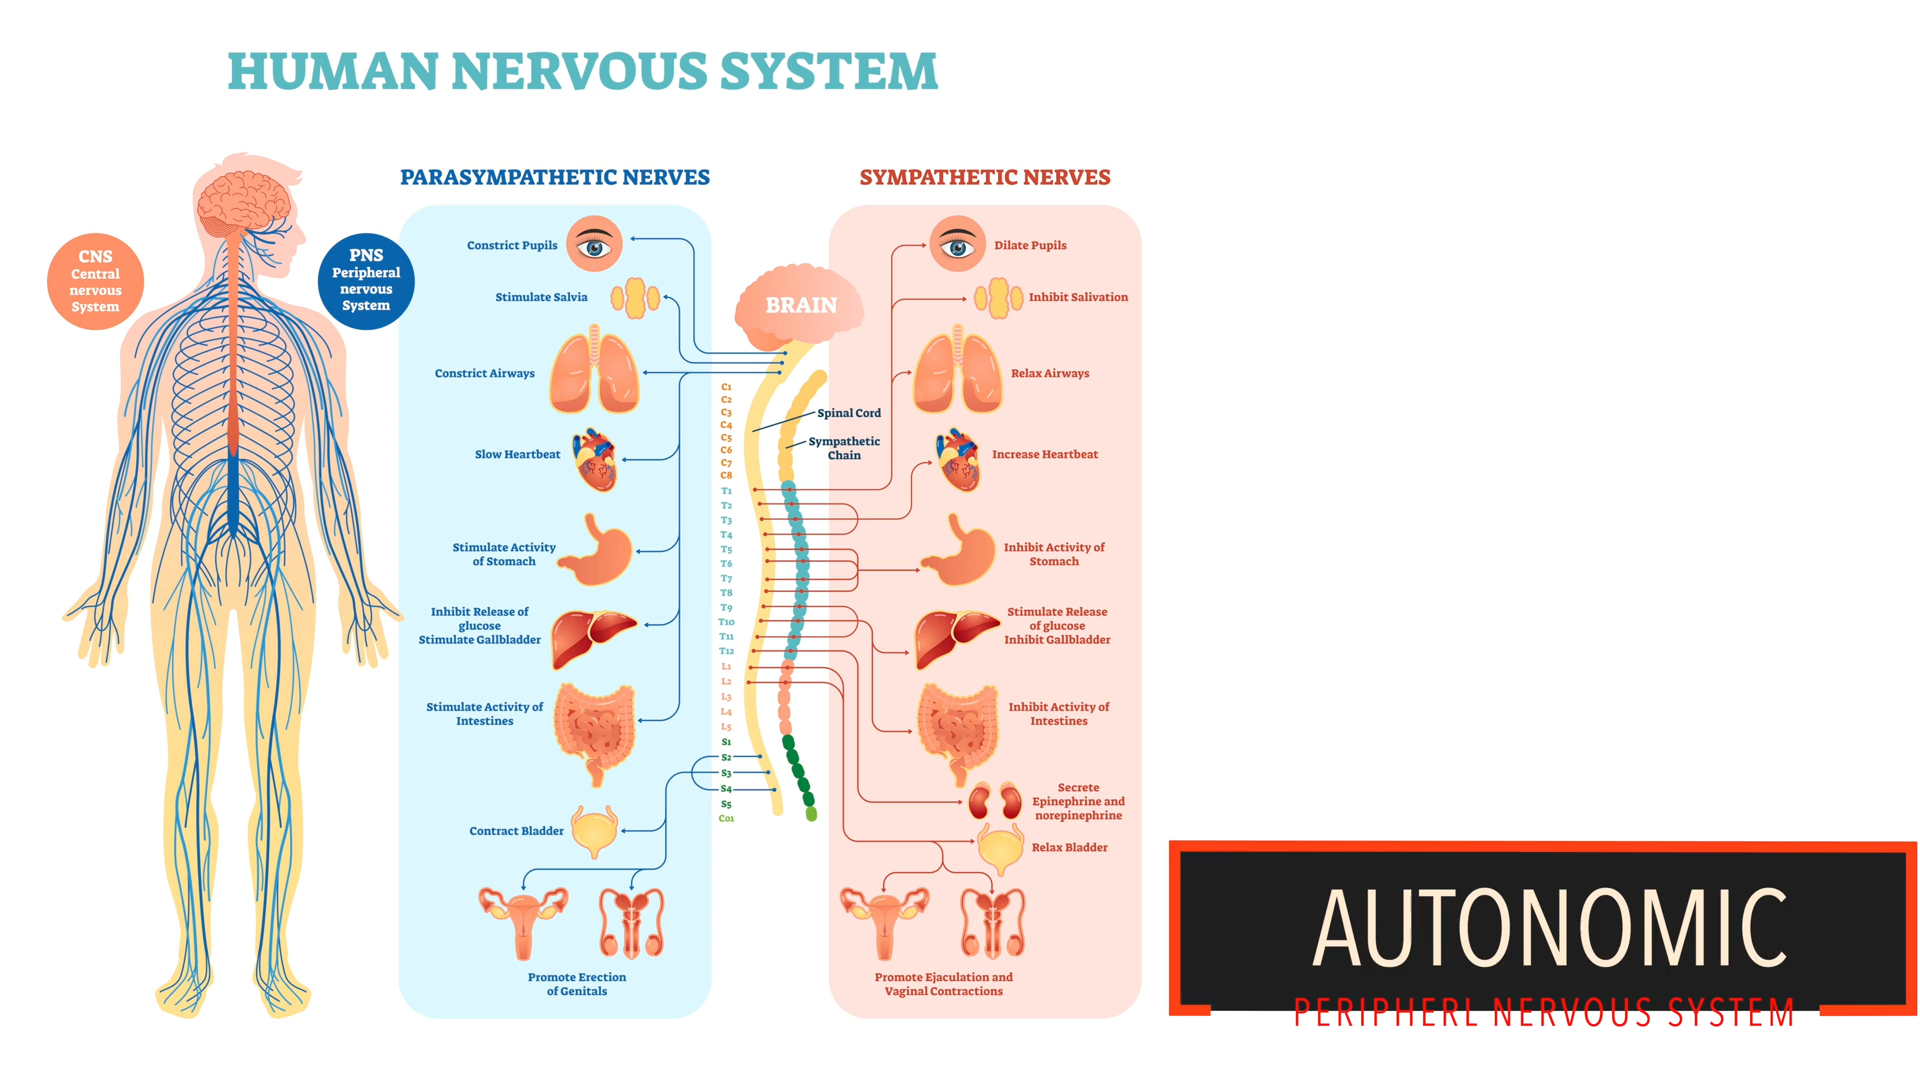 HUMAN NERVOUS SYSTEM
CNS
Central
nervous
System
PNS
Peripheral
nervous
System
PARASYMPATHETIC NERVES
Constrict Pupils
Stimulate Salvia
Constrict Airways
Slow Heartbeat
Stimulate Activity
of Stomach
Inhibit Release of
glucose
Stimulate Gallbladder
Stimulate Activity of
Intestines
Contract Bladder
Promote Erection
of Genitals
BRAIN
Spinal Cord
Sympathetic
Chain
C1
C2
C3
C4
C5
C6
C7
C8
T1
T2
T3
T4
T5
T6
T7
T8
T9
T10
T11
T12
L1
L2
L3
L4
L5
S1
S2
S3
S4
S5
Co1
SYMPATHETIC NERVES
Dilate Pupils
Inhibit Salivation
Relax Airways
Increase Heartbeat
Inhibit Activity of
Stomach
Stimulate Release
of glucose
Inhibit Gallbladder
Inhibit Activity of
Intestines
Secrete
Epinephrine and
norepinephrine
Relax Bladder
Promote Ejaculation and
Vaginal Contractions
AUTONOMIC
PERIPHERL NERVOUS SYSTEM